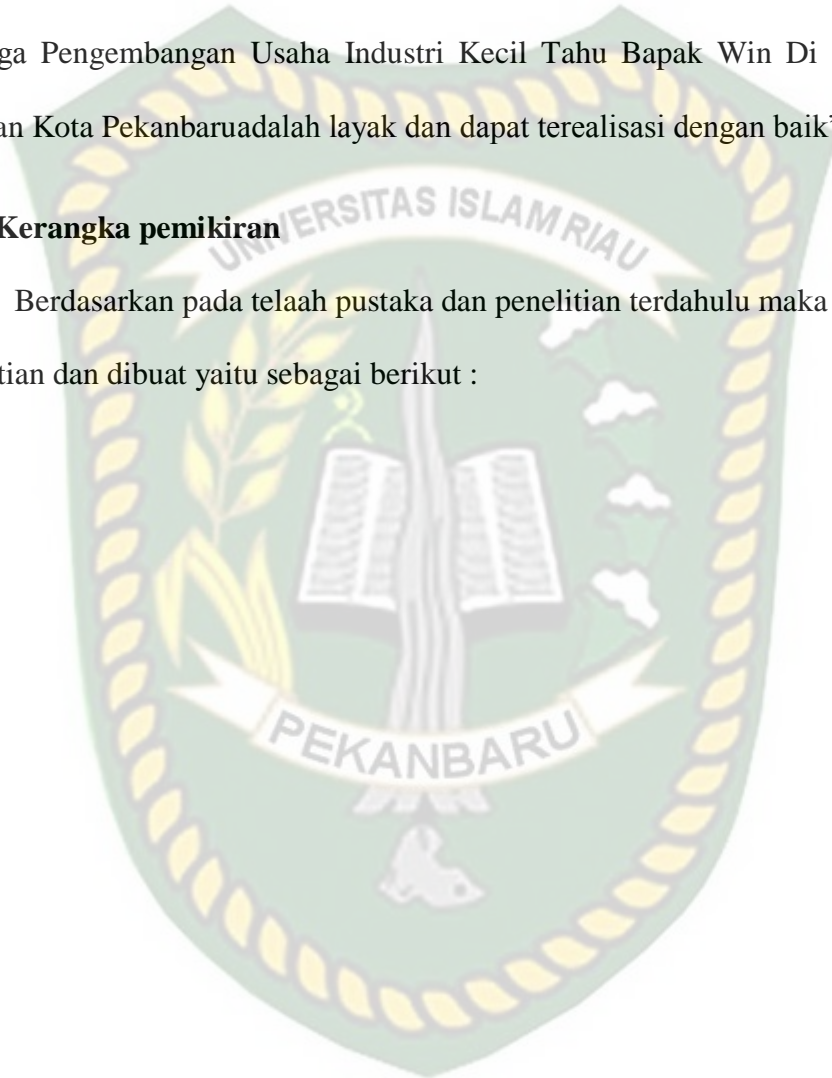 ga Pengembangan Usaha Industri Kecil Tahu Bapak Win Di
an Kota Pekanbaruadalah layak dan dapat terealisasi dengan baik”
Kerangka pemikiran
UNIVERSITAS ISLAM RIAU
Berdasarkan pada telaah pustaka dan penelitian terdahulu maka
tian dan dibuat yaitu sebagai berikut :
PEKANBARU